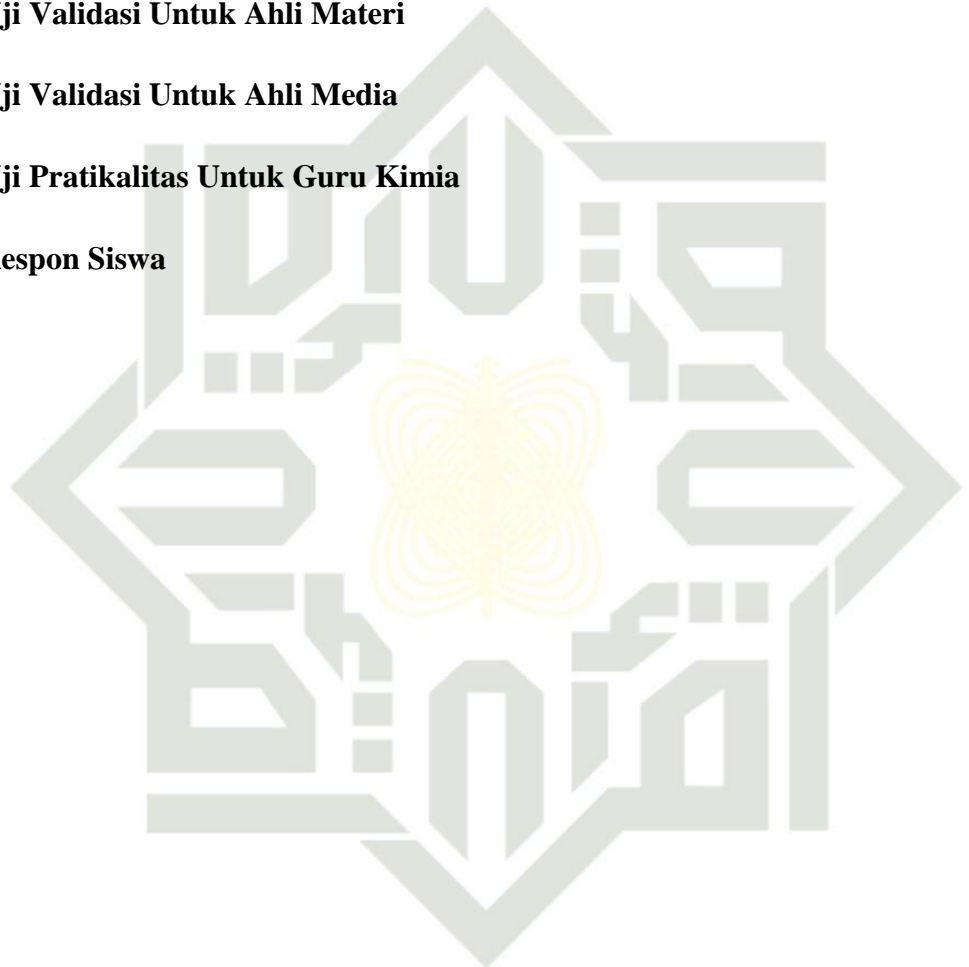 ji Validasi Untuk Ahli Materi
ji Validasi Untuk Ahli Media
ji Pratikalitas Untuk Guru Kimia
espon Siswa